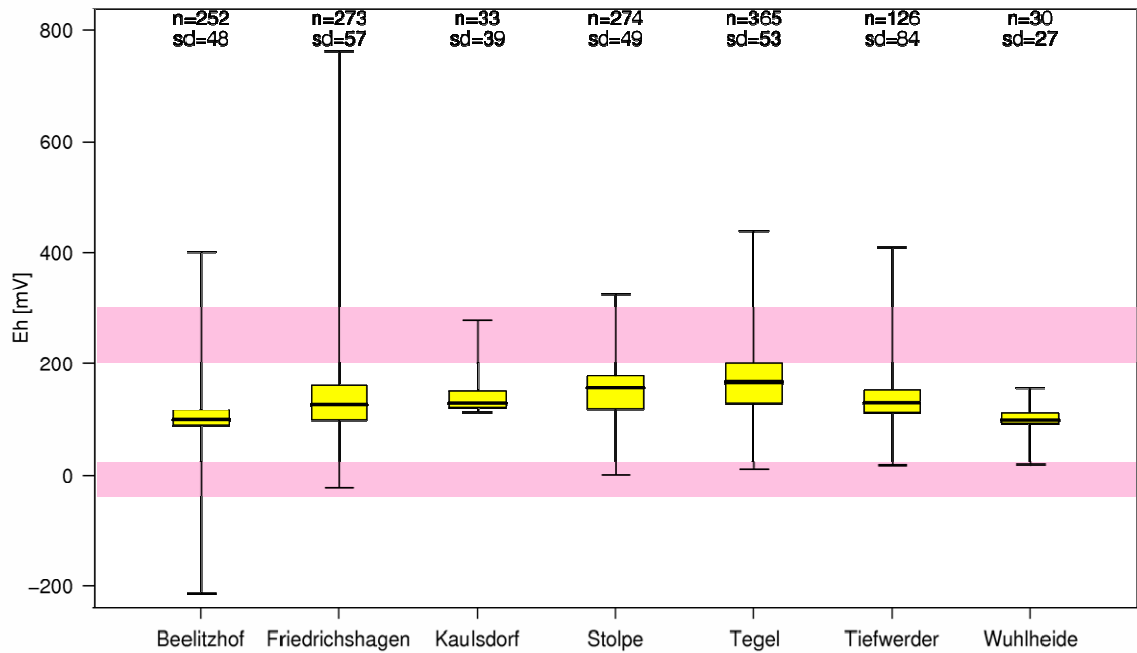 n=252 n=273 n=33 n=274 n=365 n=126 n=30
sd=48 sd=57 sd=39 sd=49 sd=53 sd=84 sd=27
800
600
400
200
0
−200
Eh [mV]
Beelitzhof Friedrichshagen Kaulsdorf Stolpe Tegel Tiefwerder Wuhlheide